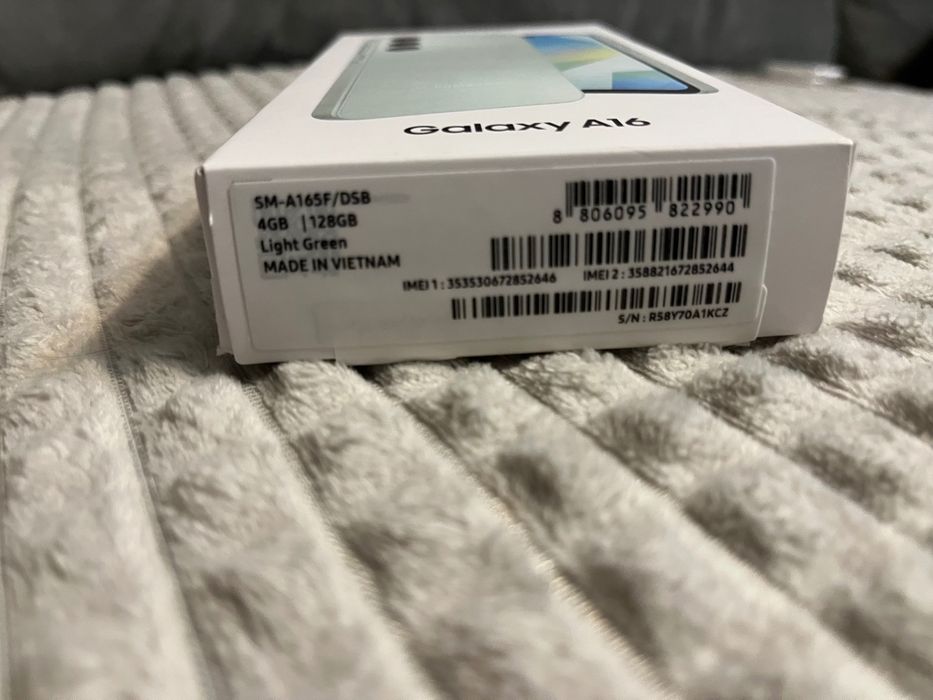 Galaxy A16
SM-A165F/DSB
4GB | 128GB
Light Green
MADE IN VIETNAM
8 806095 822990
IMEI 1 : 353530672852646 IMEI 2 : 358821672852644
S/N : R58Y70A1KCZ